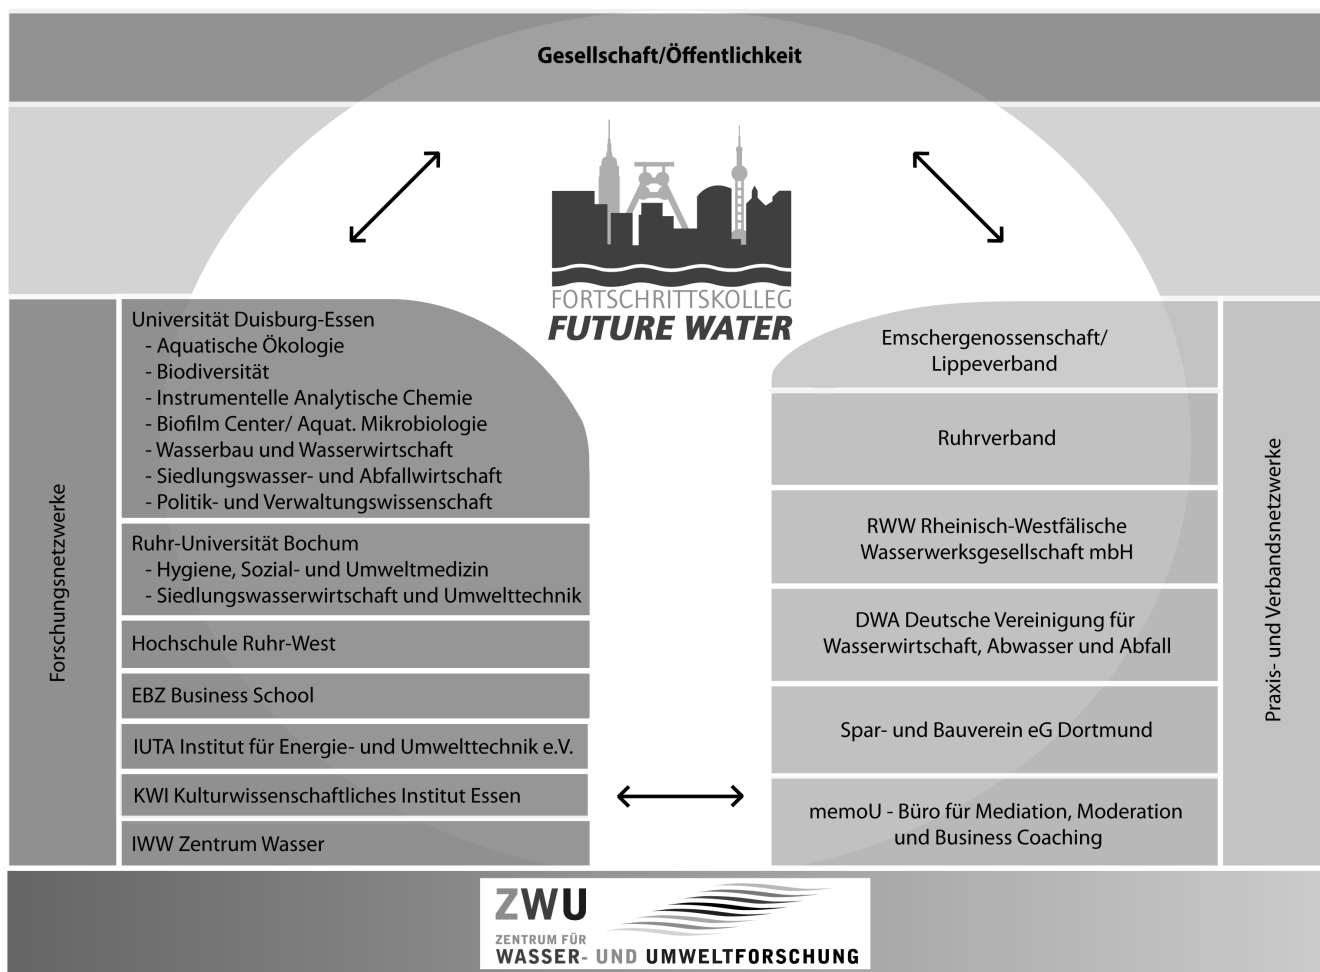 Gesellschaft/Öffentlichkeit
FORTSCHRITTSKOLLEG
FUTURE WATER
Forschungsnetzwerke
Universität Duisburg-Essen
- Aquatische Ökologie
- Biodiversität
- Instrumentelle Analytische Chemie
- Biofilm Center/ Aquat. Mikrobiologie
- Wasserbau und Wasserwirtschaft
- Siedlungswasser- und Abfallwirtschaft
- Politik- und Verwaltungswissenschaft
Ruhr-Universität Bochum
- Hygiene, Sozial- und Umweltmedizin
- Siedlungswasserwirtschaft und Umwelttechnik
Hochschule Ruhr-West
EBZ Business School
IUTA Institut für Energie- und Umwelttechnik e.V.
KWI Kulturwissenschaftliches Institut Essen
IWW Zentrum Wasser
Emschergenossenschaft/
Lippeverband
Ruhrverband
RWW Rheinisch-Westfälische
Wasserwerksgesellschaft mbH
DWA Deutsche Vereinigung für
Wasserwirtschaft, Abwasser und Abfall
Spar- und Bauverein eG Dortmund
memoU - Büro für Mediation, Moderation
und Business Coaching
Praxis- und Verbandsnetzwerke
ZWU
ZENTRUM FÜR
WASSER- UND UMWELTFORSCHUNG